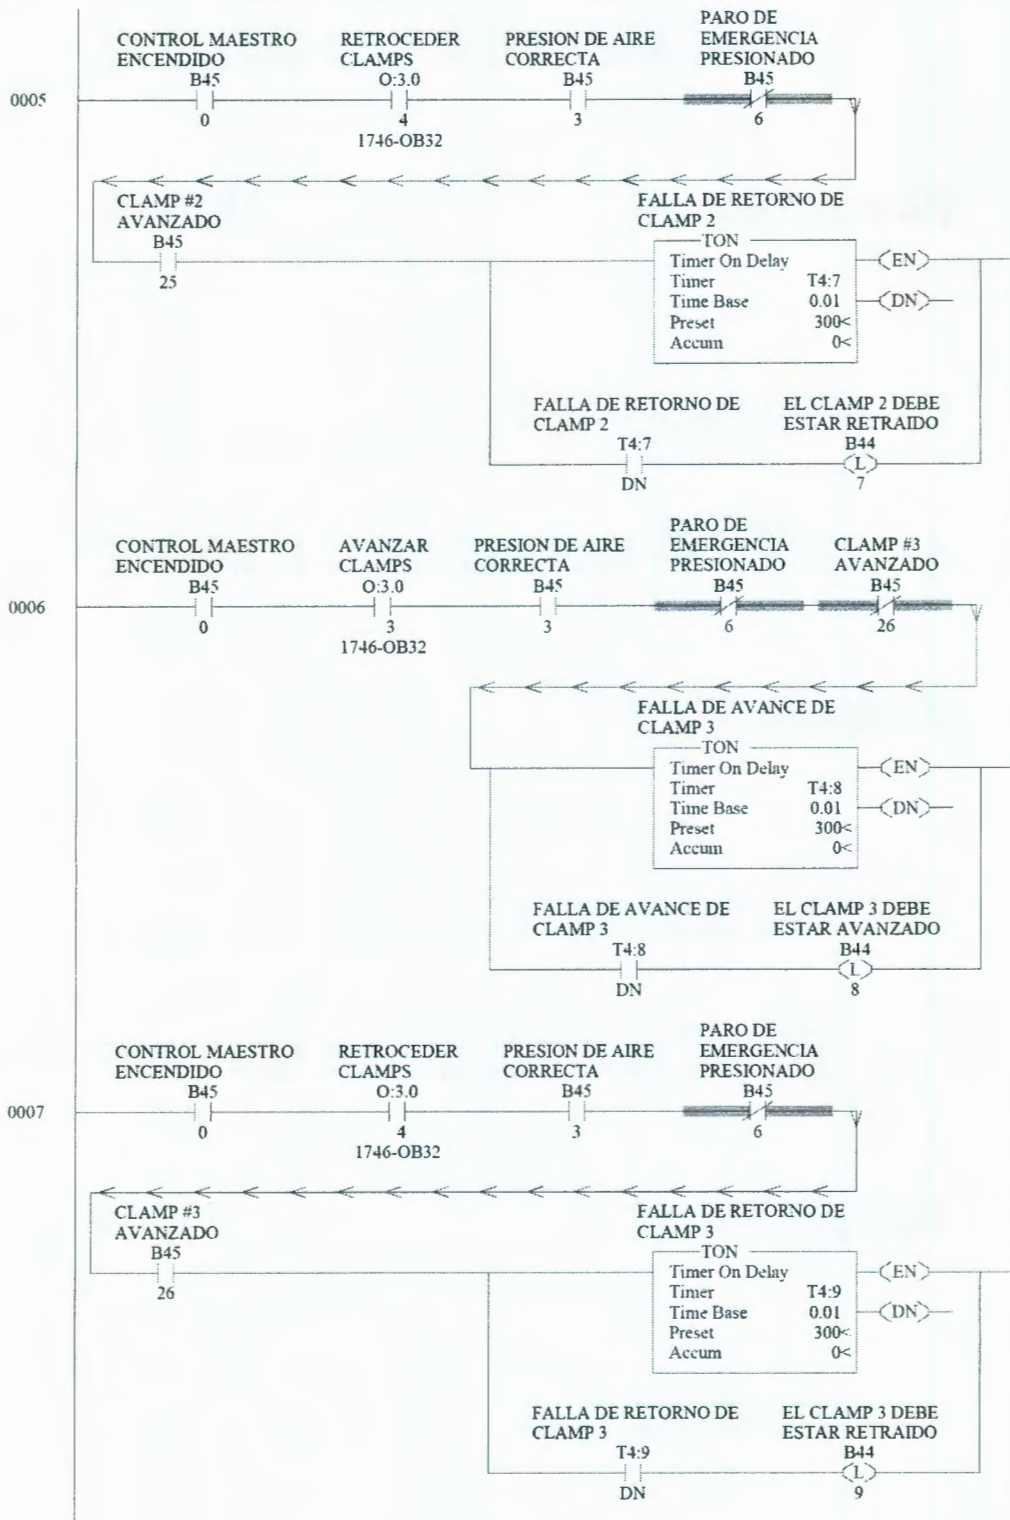 CONTROL MAESTRO
ENCENDIDO
B45
0
RETROCEDER
CLAMPS
O:3.0
4
1746-OB32
PRESION DE AIRE
CORRECTA
B45
3
PARO DE
EMERGENCIA
PRESIONADO
B45
6
0005
CLAMP #2
AVANZADO
B45
25
FALLA DE RETORNO DE
CLAMP 2
TON
Timer On Delay
Timer T4:7
Time Base 0.01
Preset 300<
Accum 0<
EN
DN
FALLA DE RETORNO DE
CLAMP 2
T4:7
DN
EL CLAMP 2 DEBE
ESTAR RETRAIDO
B44
L
7
CONTROL MAESTRO
ENCENDIDO
B45
0
AVANZAR
CLAMPS
O:3.0
3
1746-OB32
PRESION DE AIRE
CORRECTA
B45
3
PARO DE
EMERGENCIA
PRESIONADO
B45
6
CLAMP #3
AVANZADO
B45
26
0006
FALLA DE AVANCE DE
CLAMP 3
TON
Timer On Delay
Timer T4:8
Time Base 0.01
Preset 300<
Accum 0<
EN
DN
FALLA DE AVANCE DE
CLAMP 3
T4:8
DN
EL CLAMP 3 DEBE
ESTAR AVANZADO
B44
L
8
CONTROL MAESTRO
ENCENDIDO
B45
0
RETROCEDER
CLAMPS
O:3.0
4
1746-OB32
PRESION DE AIRE
CORRECTA
B45
3
PARO DE
EMERGENCIA
PRESIONADO
B45
6
0007
CLAMP #3
AVANZADO
B45
26
FALLA DE RETORNO DE
CLAMP 3
TON
Timer On Delay
Timer T4:9
Time Base 0.01
Preset 300<
Accum 0<
EN
DN
FALLA DE RETORNO DE
CLAMP 3
T4:9
DN
EL CLAMP 3 DEBE
ESTAR RETRAIDO
B44
L
9